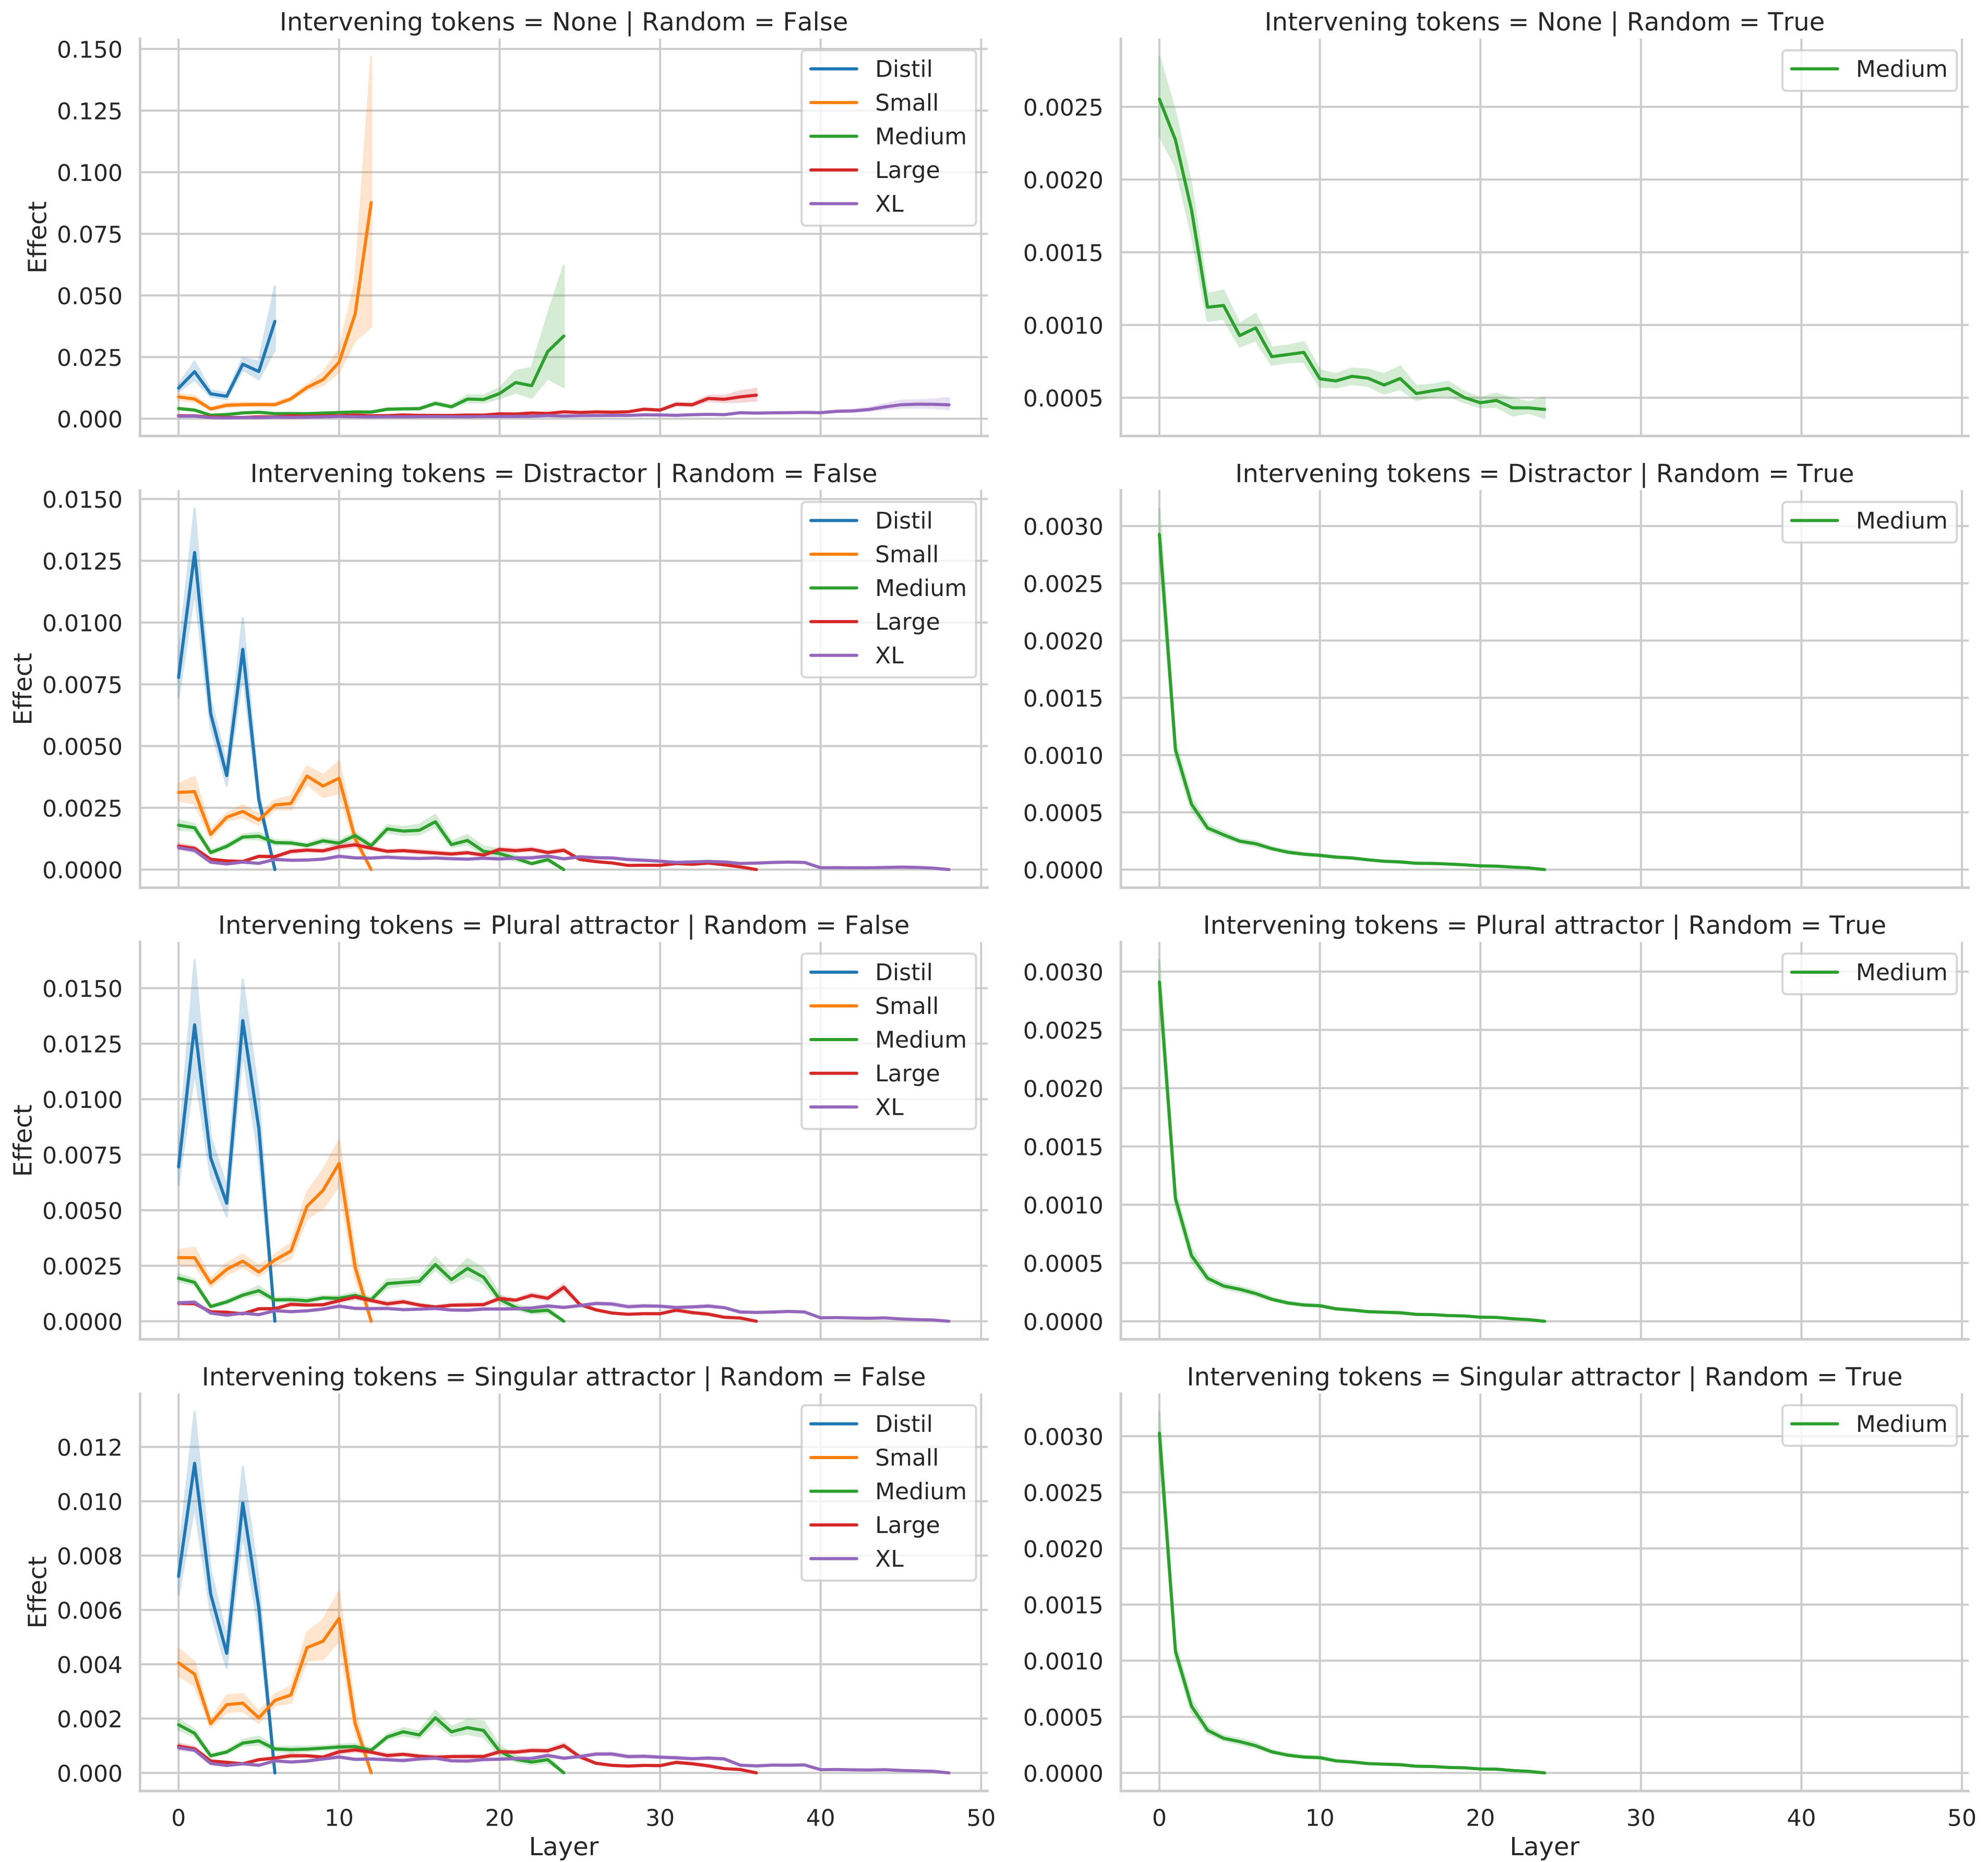 Intervening tokens = None | Random = False
0.150
0.125
0.100
0.075
0.050
0.025
0.000
Effect
Distil
Small
Medium
Large
XL
Intervening tokens = None | Random = True
0.0025
0.0020
0.0015
0.0010
0.0005
Medium
Intervening tokens = Distractor | Random = False
0.0150
0.0125
0.0100
0.0075
0.0050
0.0025
0.0000
Effect
Distil
Small
Medium
Large
XL
Intervening tokens = Distractor | Random = True
0.0030
0.0025
0.0020
0.0015
0.0010
0.0005
0.0000
Medium
Intervening tokens = Plural attractor | Random = False
0.0150
0.0125
0.0100
0.0075
0.0050
0.0025
0.0000
Effect
Distil
Small
Medium
Large
XL
Intervening tokens = Plural attractor | Random = True
0.0030
0.0025
0.0020
0.0015
0.0010
0.0005
0.0000
Medium
Intervening tokens = Singular attractor | Random = False
0.012
0.010
0.008
0.006
0.004
0.002
0.000
Effect
Distil
Small
Medium
Large
XL
0 10 20 30 40 50
Layer
Intervening tokens = Singular attractor | Random = True
0.0030
0.0025
0.0020
0.0015
0.0010
0.0005
0.0000
Medium
0 10 20 30 40 50
Layer